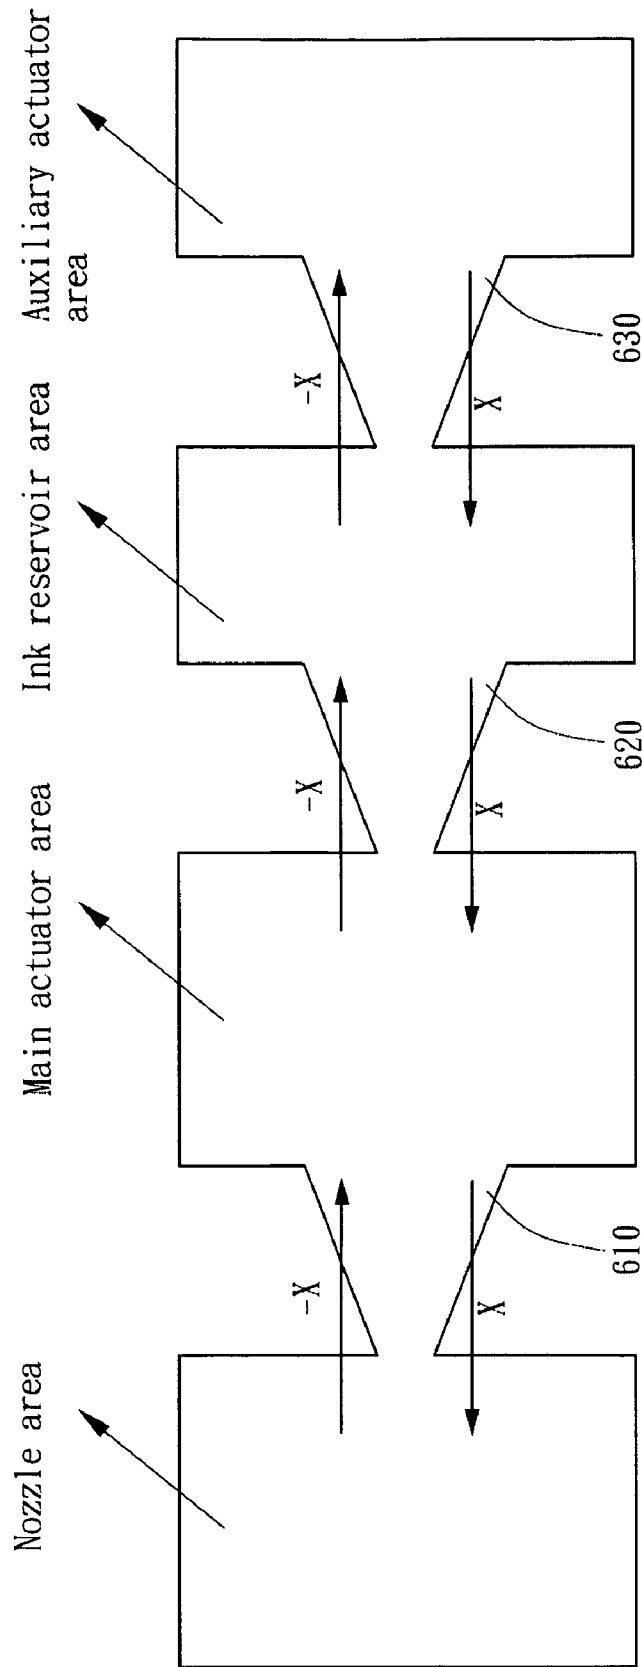 Nozzle area
Main actuator area
Ink reservoir area
Auxiliary actuator
area
-X
-X
-X
X
X
X
610
620
630